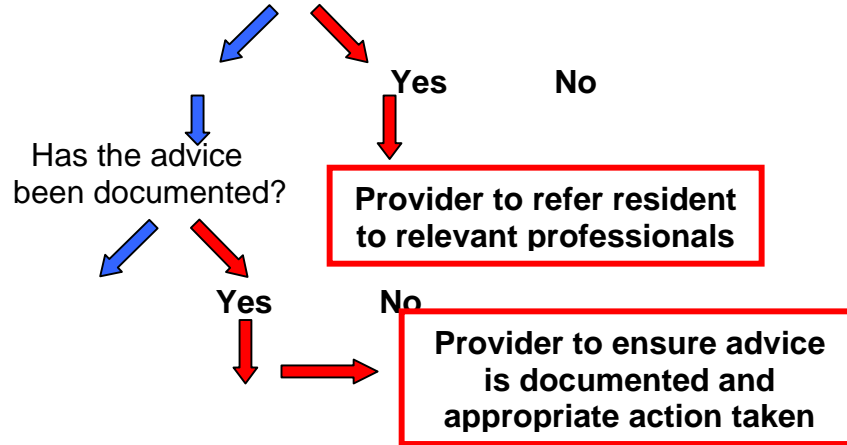 Yes No
Has the advice
been documented?
Provider to refer resident
to relevant professionals
Yes No
Provider to ensure advice
is documented and
appropriate action taken